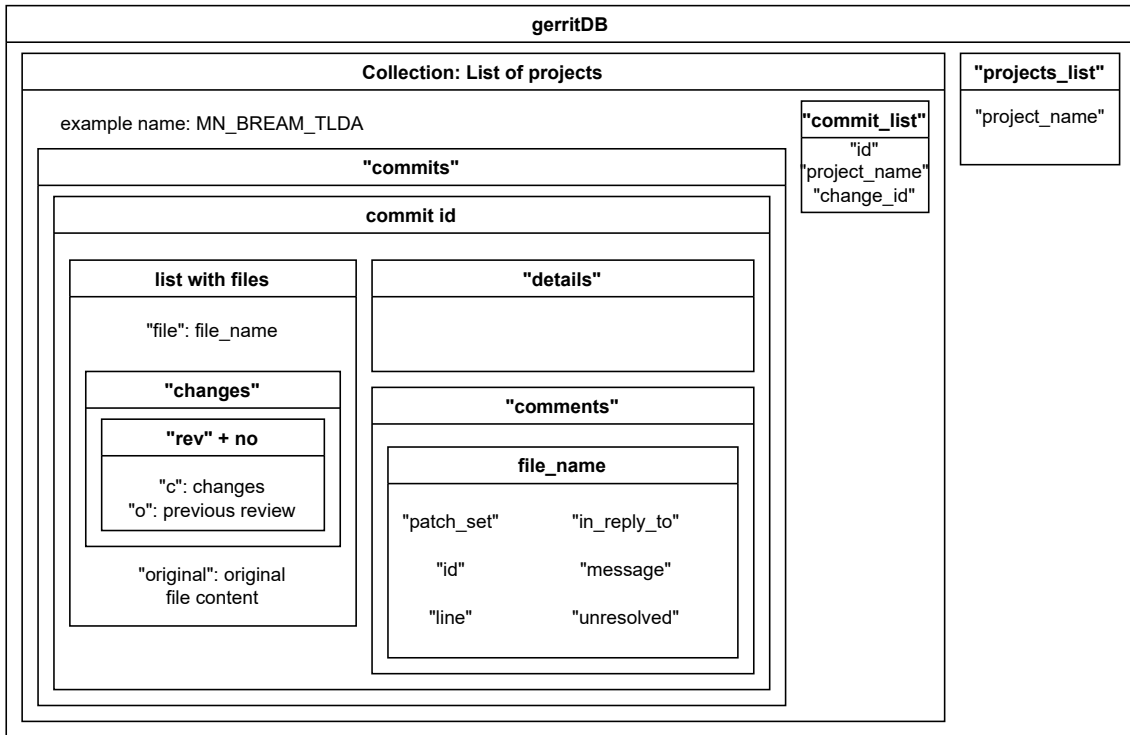 gerritDB
Collection: List of projects
"projects_list"
"project_name"
example name: MN_BREAM_TLDA
"commit_list"
"id"
"project_name"
"change_id"
"commits"
commit id
list with files
"file": file_name
"changes"
"rev" + no
"c": changes
"o": previous review
"original": original
file content
"details"
"comments"
file_name
"patch_set"
"in_reply_to"
"id"
"message"
"line"
"unresolved"